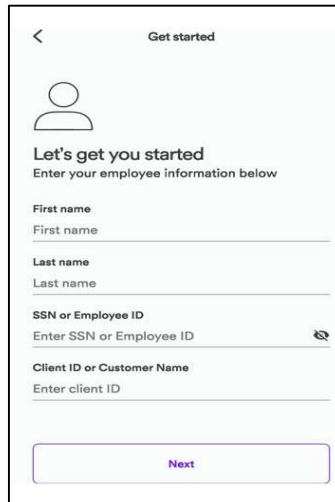 Get started
Let's get you started
Enter your employee information below
First name
First name
Last name
Last name
SSN or Employee ID
Enter SSN or Employee ID
Client ID or Customer Name
Enter client ID
Next